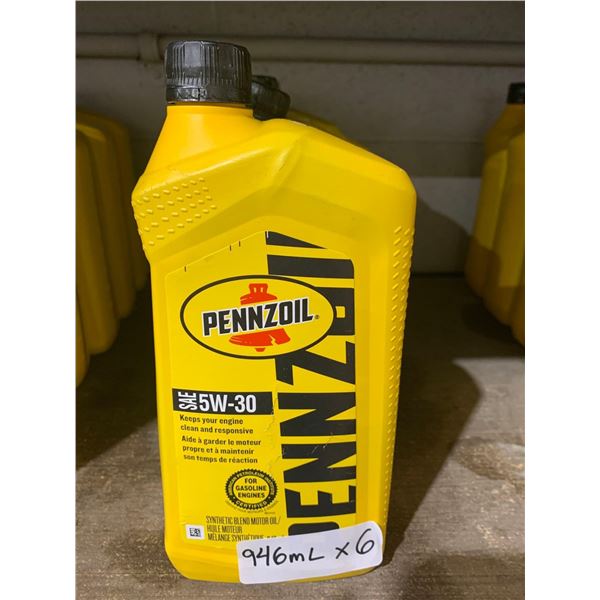 PENNZOIL
PENNZOIL
SAE 5W-30
Keeps your engine
clean and responsive
Aide à garder le moteur
propre et à maintenir
son temps de réaction
FOR
GASOLINE
ENGINES
CERTIFIED
SYNTHETIC BLEND MOTOR OIL/
HUILE MOTEUR
MÉLANGE SYNTHÉTIQUE
946mL x 6